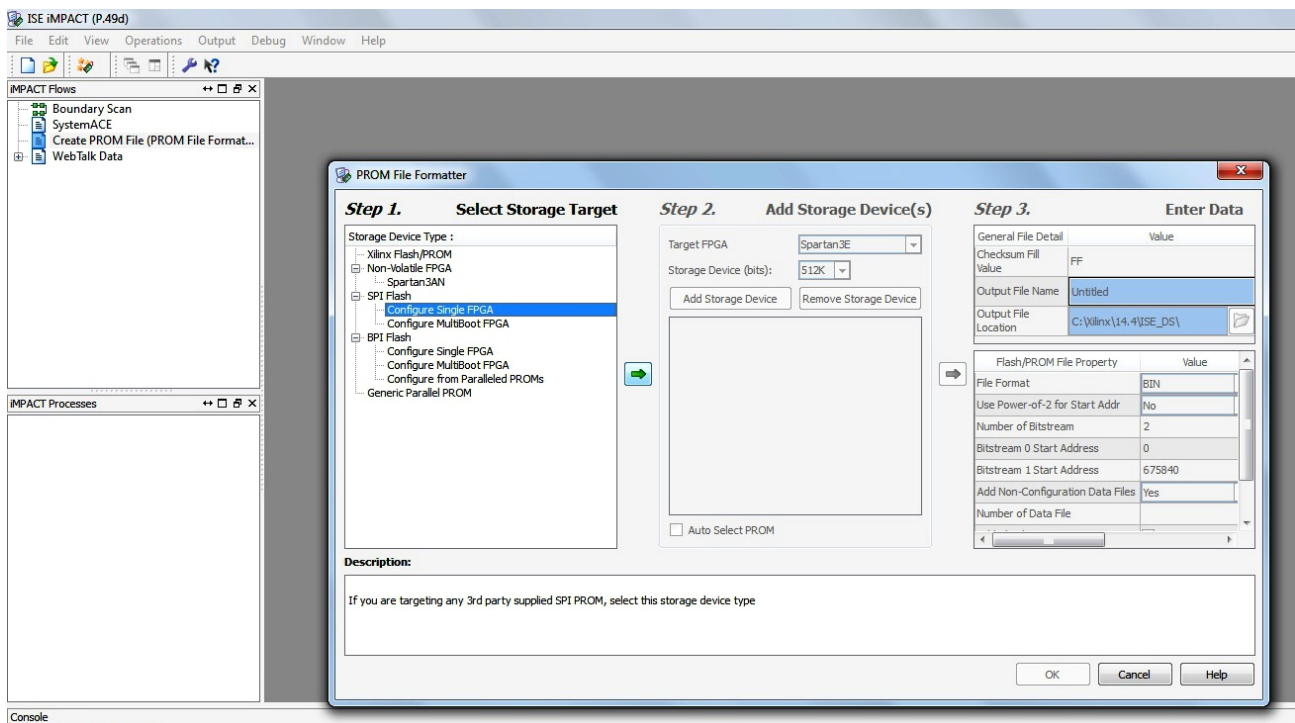 ISE iMPACT (P.49d)
File Edit View Operations Output Debug Window Help
iMPACT Flows
Boundary Scan
SystemACE
Create PROM File (PROM File Format...
WebTalk Data
iMPACT Processes
Console
PROM File Formatter
Step 1. Select Storage Target
Storage Device Type :
Xilinx Flash/PROM
Non-Volatile FPGA
Spartan3AN
SPI Flash
Configure Single FPGA
Configure MultiBoot FPGA
BPI Flash
Configure Single FPGA
Configure MultiBoot FPGA
Configure from Paralleled PROMs
Generic Parallel PROM
Step 2. Add Storage Device(s)
Target FPGA Spartan3E
Storage Device (bits): 512K
Add Storage Device Remove Storage Device
Auto Select PROM
Step 3. Enter Data
General File Detail Value
Checksum Fill
Value FF
Output File Name Untitled
Output File
Location C:\Xilinx\14.4\ISE_DS\
Flash/PROM File Property Value
File Format BIN
Use Power-of-2 for Start Addr No
Number of Bitstream 2
Bitstream 0 Start Address 0
Bitstream 1 Start Address 675840
Add Non-Configuration Data Files Yes
Number of Data File
Description:
If you are targeting any 3rd party supplied SPI PROM, select this storage device type
OK Cancel Help